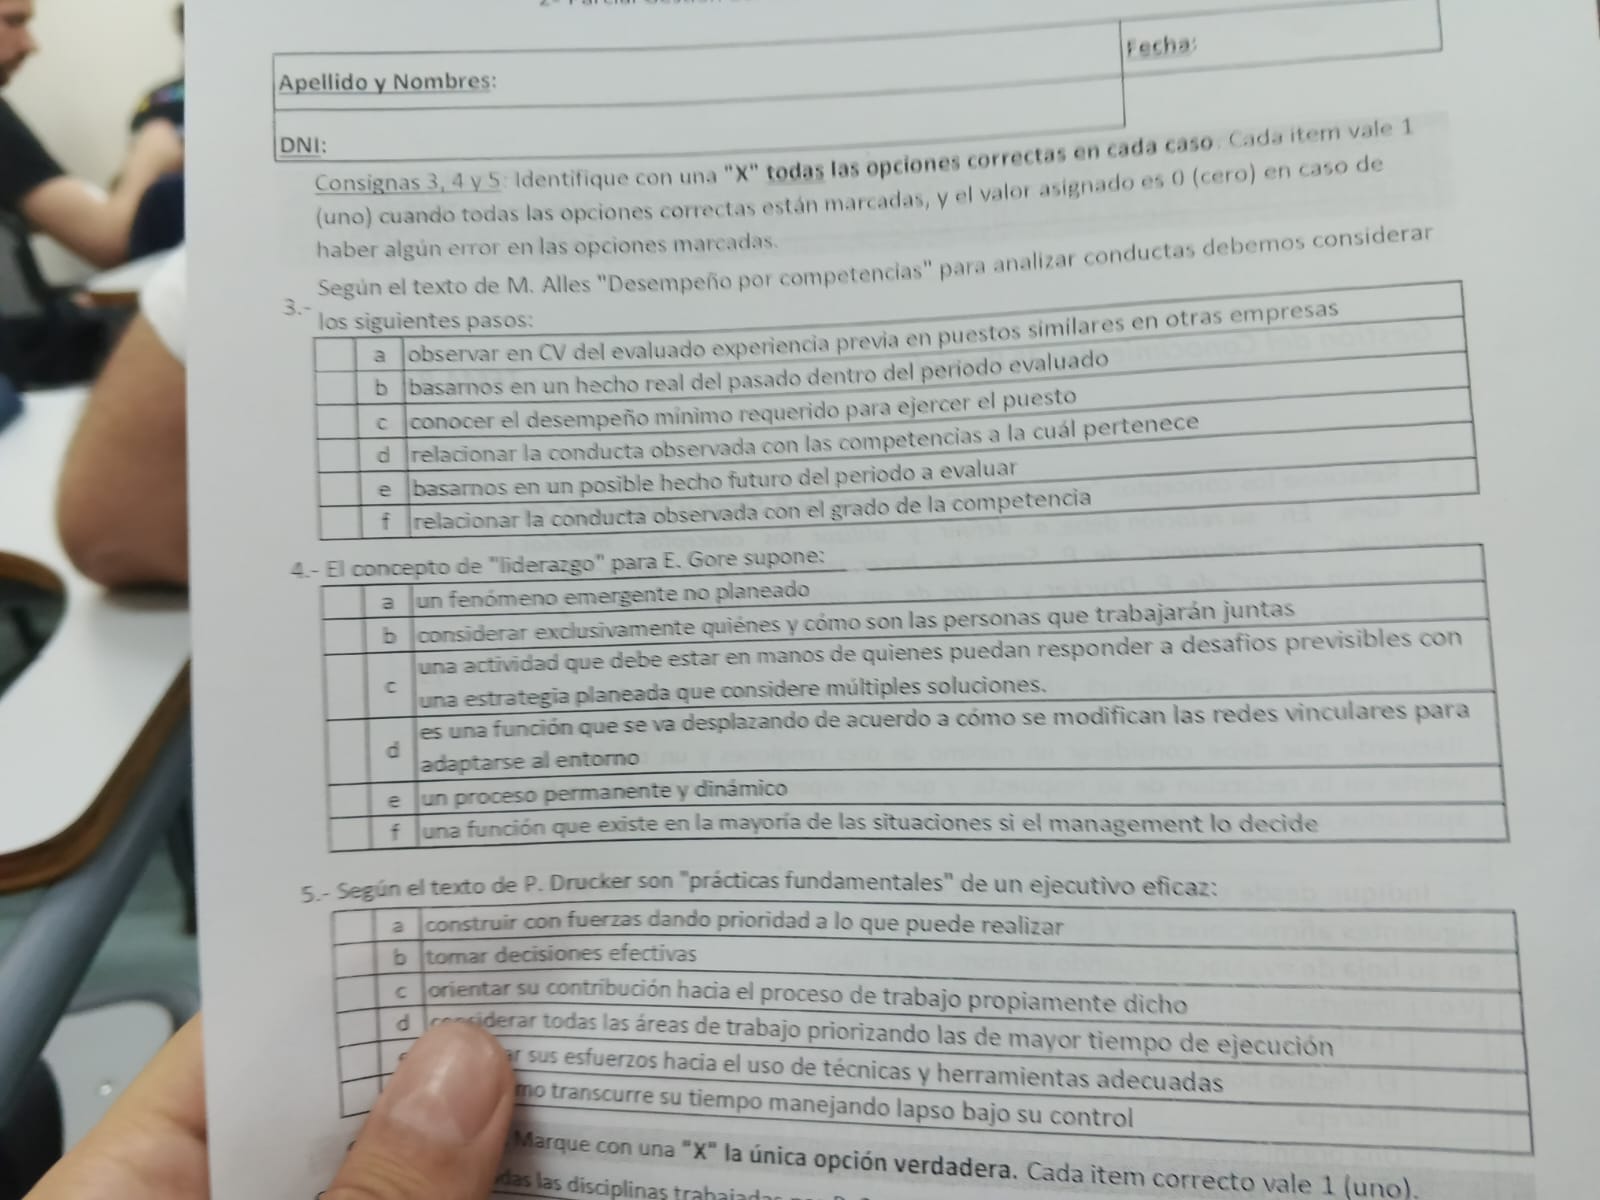 Apellido y Nombres:
Fecha:
DNI:
Consignas 3, 4 y 5: Identifique con una "X" todas las opciones correctas en cada caso. Cada item vale 1
(uno) cuando todas las opciones correctas están marcadas, y el valor asignado es 0 (cero) en caso de
haber algún error en las opciones marcadas.
3.- Según el texto de M. Alles "Desempeño por competencias" para analizar conductas debemos considerar
los siguientes pasos:
a observar en CV del evaluado experiencia previa en puestos similares en otras empresas
b basarnos en un hecho real del pasado dentro del periodo evaluado
c conocer el desempeño mínimo requerido para ejercer el puesto
d relacionar la conducta observada con las competencias a la cuál pertenece
e basarnos en un posible hecho futuro del periodo a evaluar
f relacionar la conducta observada con el grado de la competencia
4.- El concepto de "liderazgo" para E. Gore supone:
a un fenómeno emergente no planeado
b considerar exclusivamente quiénes y cómo son las personas que trabajarán juntas
c una actividad que debe estar en manos de quienes puedan responder a desafíos previsibles con
una estrategia planeada que considere múltiples soluciones.
d es una función que se va desplazando de acuerdo a cómo se modifican las redes vinculares para
adaptarse al entorno
e un proceso permanente y dinámico
f una función que existe en la mayoría de las situaciones si el management lo decide
5.- Según el texto de P. Drucker son "prácticas fundamentales" de un ejecutivo eficaz:
a construir con fuerzas dando prioridad a lo que puede realizar
b tomar decisiones efectivas
c orientar su contribución hacia el proceso de trabajo propiamente dicho
d considerar todas las áreas de trabajo priorizando las de mayor tiempo de ejecución
sus esfuerzos hacia el uso de técnicas y herramientas adecuadas
transcurre su tiempo manejando lapso bajo su control
Marque con una "X" la única opción verdadera. Cada item correcto vale 1 (uno).
las disciplinas